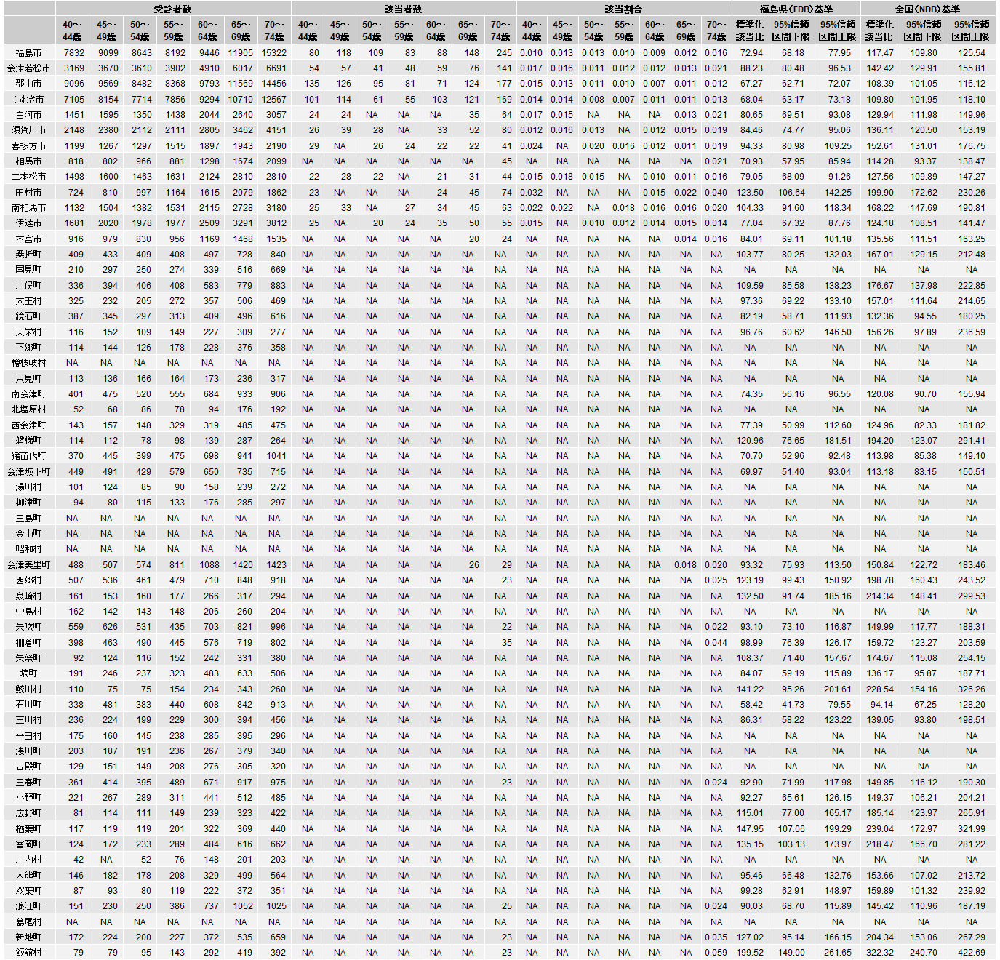 受診者数 該当者数 該当割合 福島県(FDB)基準 全国(NDB)基準
40～ 45～ 50～ 55～ 60～ 65～ 70～ 40～ 45～ 50～ 55～ 60～ 65～ 70～ 40～ 45～ 50～ 55～ 60～ 65～ 70～ 標準化 95%信頼 95%信頼 標準化 95%信頼 95%信頼
44歳 49歳 54歳 59歳 64歳 69歳 74歳 44歳 49歳 54歳 59歳 64歳 69歳 74歳 44歳 49歳 54歳 59歳 64歳 69歳 74歳 該当比 区間下限 区間上限 該当比 区間下限 区間上限
福島市 7832 9099 8643 8192 9446 11905 15322 80 118 109 83 88 148 245 0.010 0.013 0.013 0.010 0.009 0.012 0.016 72.94 68.18 77.95 117.47 109.80 125.54
会津若松市 3169 3670 3610 3902 4910 6017 6691 54 57 41 48 59 76 141 0.017 0.016 0.011 0.012 0.012 0.013 0.021 88.23 80.48 96.53 142.42 129.91 155.81
郡山市 9096 9569 8482 8368 9793 11569 14456 135 126 95 81 71 124 177 0.015 0.013 0.011 0.010 0.007 0.011 0.012 67.27 62.71 72.07 108.39 101.05 116.12
いわき市 7105 8154 7714 7856 9294 10710 12567 101 114 61 55 103 121 169 0.014 0.014 0.008 0.007 0.011 0.011 0.013 68.04 63.17 73.18 109.80 101.95 118.10
白河市 1451 1595 1350 1438 2044 2640 3057 24 24 NA NA NA 35 64 0.017 0.015 NA NA NA 0.013 0.021 80.65 69.51 93.08 129.94 111.98 149.96
須賀川市 2148 2380 2112 2111 2805 3462 4151 26 39 28 NA 33 52 80 0.012 0.016 0.013 NA 0.012 0.015 0.019 84.46 74.77 95.06 136.11 120.50 153.19
喜多方市 1199 1267 1297 1515 1897 1943 2190 29 NA 26 24 22 22 41 0.024 NA 0.020 0.016 0.012 0.011 0.019 94.33 80.98 109.25 152.61 131.01 176.75
相馬市 818 802 966 881 1298 1674 2099 NA NA NA NA NA NA 45 NA NA NA NA NA NA 0.021 70.93 57.95 85.94 114.28 93.37 138.47
二本松市 1498 1600 1463 1631 2124 2810 2810 22 28 22 NA 21 31 44 0.015 0.018 0.015 NA 0.010 0.011 0.016 79.05 68.09 91.26 127.56 109.89 147.27
田村市 724 810 997 1164 1615 2079 1862 23 NA NA NA 24 45 74 0.032 NA NA NA 0.015 0.022 0.040 123.50 106.64 142.25 199.90 172.62 230.26
南相馬市 1132 1504 1382 1531 2115 2728 3180 25 33 NA 27 34 45 63 0.022 0.022 NA 0.018 0.016 0.016 0.020 104.33 91.60 118.34 168.22 147.69 190.81
伊達市 1681 2020 1978 1977 2509 3291 3812 25 NA 20 24 35 50 55 0.015 NA 0.010 0.012 0.014 0.015 0.014 77.04 67.32 87.76 124.18 108.51 141.47
本宮市 916 979 830 956 1169 1468 1535 NA NA NA NA NA 20 24 NA NA NA NA NA 0.014 0.016 84.01 69.11 101.18 135.56 111.51 163.25
桑折町 409 433 409 408 497 728 840 NA NA NA NA NA NA NA NA NA NA NA NA NA NA 103.77 80.25 132.03 167.01 129.15 212.48
国見町 210 297 250 274 339 516 669 NA NA NA NA NA NA NA NA NA NA NA NA NA NA NA NA NA NA NA NA
川俣町 336 394 406 408 583 779 883 NA NA NA NA NA NA NA NA NA NA NA NA NA NA 109.59 85.58 138.23 176.67 137.98 222.85
大玉村 325 232 205 272 357 506 469 NA NA NA NA NA NA NA NA NA NA NA NA NA NA 97.36 69.22 133.10 157.01 111.64 214.65
鏡石町 387 345 297 313 409 496 616 NA NA NA NA NA NA NA NA NA NA NA NA NA NA 82.19 58.71 111.93 132.36 94.55 180.25
天栄村 116 152 109 149 227 309 277 NA NA NA NA NA NA NA NA NA NA NA NA NA NA 96.76 60.62 146.50 156.26 97.89 236.59
下郷町 114 144 126 178 228 376 358 NA NA NA NA NA NA NA NA NA NA NA NA NA NA NA NA NA NA NA NA
檜枝岐村 NA NA NA NA NA NA NA NA NA NA NA NA NA NA NA NA NA NA NA NA NA NA NA NA NA NA NA
只見町 113 136 166 164 173 236 317 NA NA NA NA NA NA NA NA NA NA NA NA NA NA NA NA NA NA NA NA
南会津町 401 475 520 555 684 933 906 NA NA NA NA NA NA NA NA NA NA NA NA NA NA 74.35 56.16 96.55 120.08 90.70 155.94
北塩原村 52 68 86 78 94 176 192 NA NA NA NA NA NA NA NA NA NA NA NA NA NA NA NA NA NA NA NA
西会津町 143 157 148 329 319 485 475 NA NA NA NA NA NA NA NA NA NA NA NA NA NA 77.39 50.99 112.60 124.96 82.33 181.82
磐梯町 114 112 78 98 139 287 264 NA NA NA NA NA NA NA NA NA NA NA NA NA NA 120.96 76.65 181.51 194.20 123.07 291.41
猪苗代町 370 445 399 475 698 941 1041 NA NA NA NA NA NA NA NA NA NA NA NA NA NA 70.70 52.96 92.48 113.98 85.38 149.10
会津坂下町 449 491 429 579 650 735 715 NA NA NA NA NA NA NA NA NA NA NA NA NA NA 69.97 51.40 93.04 113.18 83.15 150.51
湯川村 101 124 85 90 158 239 272 NA NA NA NA NA NA NA NA NA NA NA NA NA NA NA NA NA NA NA NA
柳津町 94 80 115 133 176 285 297 NA NA NA NA NA NA NA NA NA NA NA NA NA NA NA NA NA NA NA NA
三島町 NA NA NA NA NA NA NA NA NA NA NA NA NA NA NA NA NA NA NA NA NA NA NA NA NA NA NA
金山町 NA NA NA NA NA NA NA NA NA NA NA NA NA NA NA NA NA NA NA NA NA NA NA NA NA NA NA
昭和村 NA NA NA NA NA NA NA NA NA NA NA NA NA NA NA NA NA NA NA NA NA NA NA NA NA NA NA
会津美里町 488 507 574 811 1088 1420 1423 NA NA NA NA NA 26 29 NA NA NA NA NA 0.018 0.020 93.32 75.93 113.50 150.84 122.72 183.46
西郷村 507 536 461 479 710 848 918 NA NA NA NA NA NA 23 NA NA NA NA NA NA 0.025 123.19 99.43 150.92 198.78 160.43 243.52
泉崎村 161 153 160 177 266 317 294 NA NA NA NA NA NA NA NA NA NA NA NA NA NA 132.50 91.74 185.16 214.34 148.41 299.53
中島村 162 142 143 148 206 260 204 NA NA NA NA NA NA NA NA NA NA NA NA NA NA NA NA NA NA NA NA
矢吹町 559 626 531 435 703 821 996 NA NA NA NA NA NA 22 NA NA NA NA NA NA 0.022 93.10 73.10 116.87 149.99 117.77 188.31
棚倉町 398 463 490 445 576 719 802 NA NA NA NA NA NA 35 NA NA NA NA NA NA 0.044 98.99 76.39 126.17 159.72 123.27 203.59
矢祭町 92 124 116 152 242 331 380 NA NA NA NA NA NA NA NA NA NA NA NA NA NA 108.37 71.40 157.67 174.67 115.08 254.15
塙町 191 246 237 323 483 633 506 NA NA NA NA NA NA NA NA NA NA NA NA NA NA 84.07 59.19 115.89 136.17 95.87 187.71
鮫川村 110 75 75 154 234 343 260 NA NA NA NA NA NA NA NA NA NA NA NA NA NA 141.22 95.26 201.61 228.54 154.16 326.26
石川町 338 481 383 440 608 842 913 NA NA NA NA NA NA NA NA NA NA NA NA NA NA 58.42 41.73 79.55 94.14 67.25 128.20
玉川村 236 224 199 229 300 394 456 NA NA NA NA NA NA NA NA NA NA NA NA NA NA 86.31 58.22 123.22 139.05 93.80 198.51
平田村 175 160 145 238 285 395 296 NA NA NA NA NA NA NA NA NA NA NA NA NA NA NA NA NA NA NA NA
浅川町 203 187 191 236 267 379 340 NA NA NA NA NA NA NA NA NA NA NA NA NA NA NA NA NA NA NA NA
古殿町 129 151 149 208 276 305 320 NA NA NA NA NA NA NA NA NA NA NA NA NA NA NA NA NA NA NA NA
三春町 361 414 395 489 671 917 975 NA NA NA NA NA NA 23 NA NA NA NA NA NA 0.024 92.90 71.99 117.98 149.85 116.12 190.30
小野町 221 267 289 311 441 512 485 NA NA NA NA NA NA NA NA NA NA NA NA NA NA 92.27 65.61 126.15 149.37 106.21 204.21
広野町 81 114 111 149 239 323 422 NA NA NA NA NA NA NA NA NA NA NA NA NA NA 115.01 77.00 165.17 185.14 123.97 265.91
楢葉町 117 119 119 201 322 369 440 NA NA NA NA NA NA NA NA NA NA NA NA NA NA 147.95 107.06 199.29 239.04 172.97 321.99
富岡町 124 172 233 289 484 616 662 NA NA NA NA NA NA NA NA NA NA NA NA NA NA 135.15 103.13 173.97 218.47 166.70 281.22
川内村 42 NA 52 76 148 201 203 NA NA NA NA NA NA NA NA NA NA NA NA NA NA NA NA NA NA NA NA
大熊町 146 182 178 208 329 499 564 NA NA NA NA NA NA NA NA NA NA NA NA NA NA 95.46 66.48 132.76 153.66 107.02 213.72
双葉町 87 93 80 119 222 372 351 NA NA NA NA NA NA NA NA NA NA NA NA NA NA 99.28 62.91 148.97 159.89 101.32 239.92
浪江町 151 230 250 386 737 1052 1025 NA NA NA NA NA NA 25 NA NA NA NA NA NA 0.024 90.03 68.70 115.89 145.42 110.96 187.19
葛尾村 NA NA NA NA NA NA NA NA NA NA NA NA NA NA NA NA NA NA NA NA NA NA NA NA NA NA NA
新地町 172 224 200 227 372 535 659 NA NA NA NA NA NA 23 NA NA NA NA NA NA 0.035 127.02 95.14 166.15 204.34 153.06 267.29
飯舘村 79 79 95 143 292 419 392 NA NA NA NA NA NA 23 NA NA NA NA NA NA 0.059 199.52 149.00 261.65 322.32 240.70 422.69